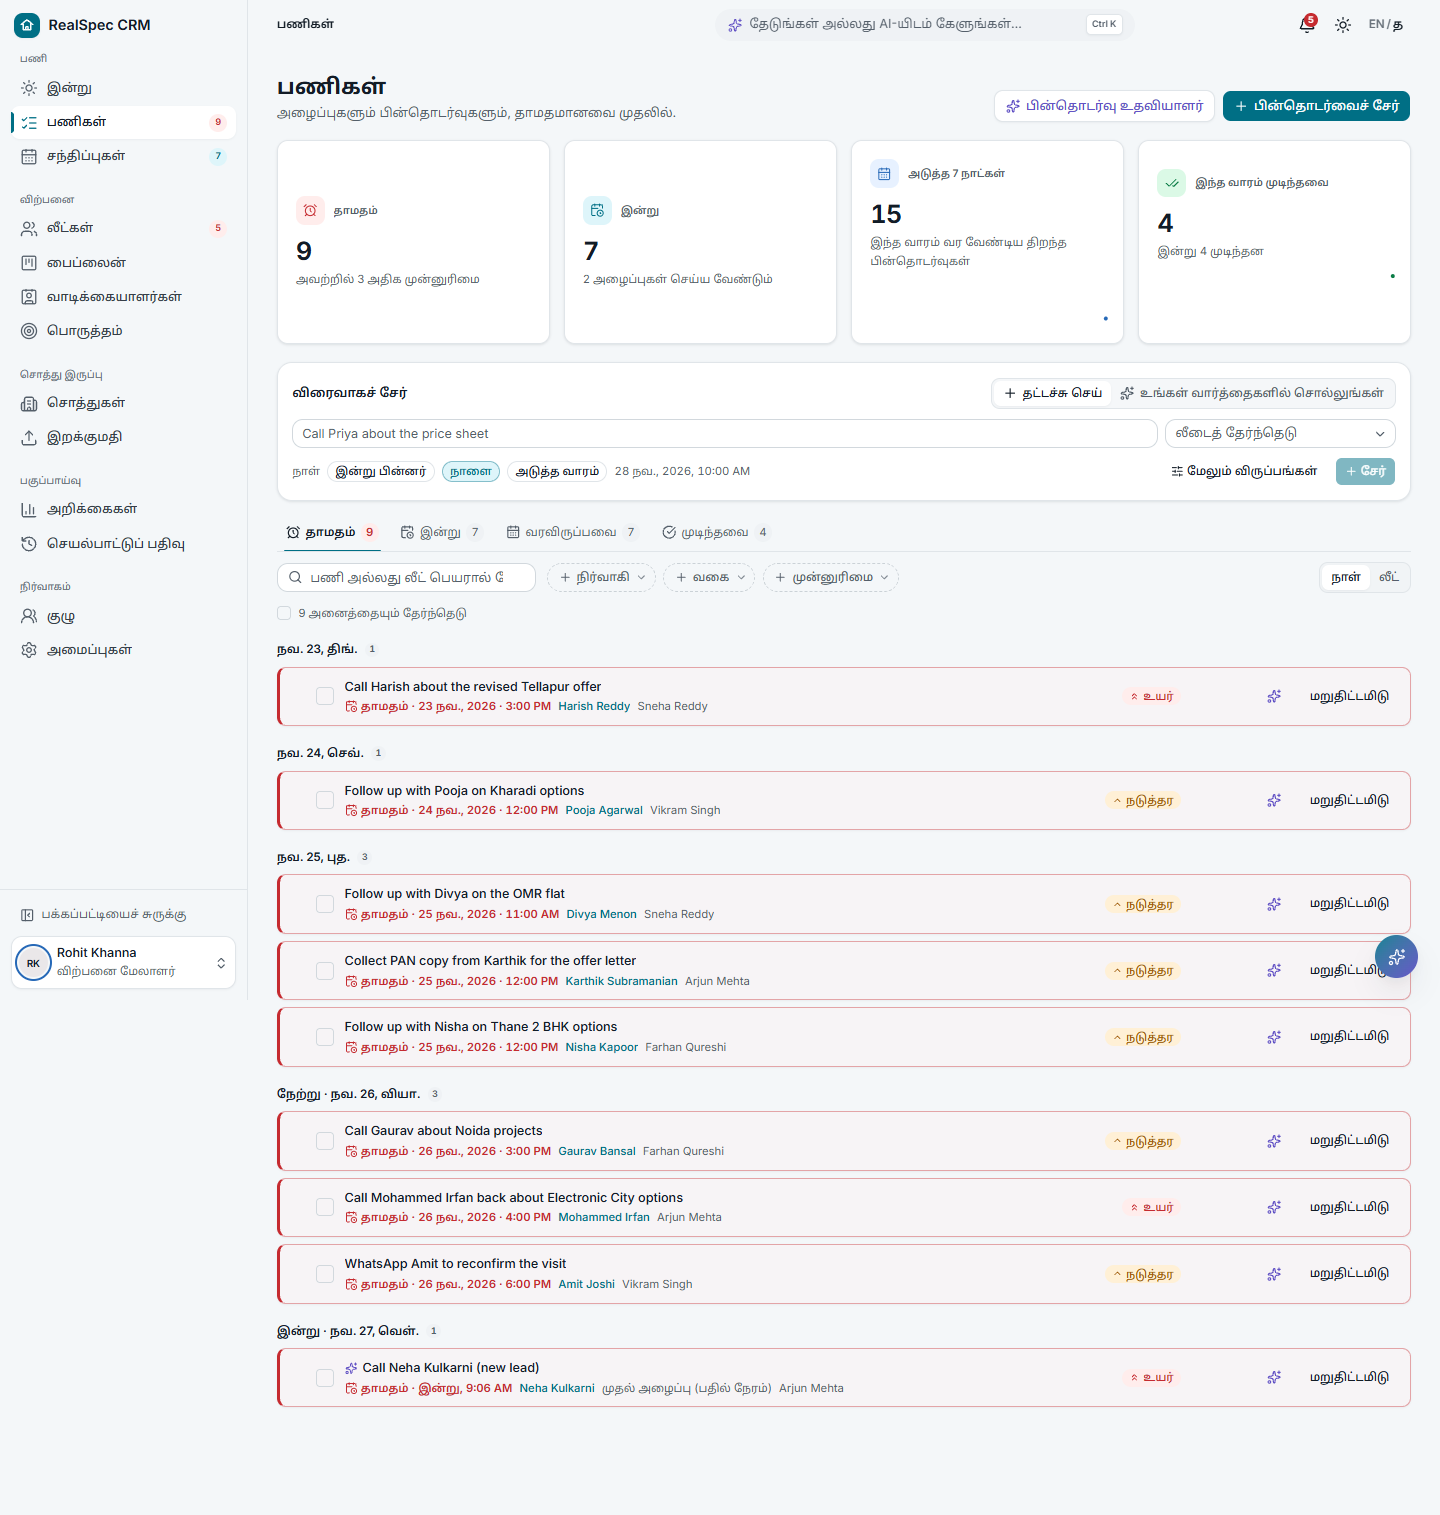 RealSpec CRM
பணி
இன்று
பணிகள் 9
சந்திப்புகள் 7
விற்பனை
லீட்கள் 5
பைப்லைன்
வாடிக்கையாளர்கள்
பொருத்தம்
சொத்து இருப்பு
சொத்துகள்
இறக்குமதி
பகுப்பாய்வு
அறிக்கைகள்
செயல்பாட்டுப் பதிவு
நிர்வாகம்
குழு
அமைப்புகள்
பக்கப்பட்டியைச் சுருக்கு
RK
Rohit Khanna
விற்பனை மேலாளர்
பணிகள்
தேடுங்கள் அல்லது AI-யிடம் கேளுங்கள்... Ctrl K
5
EN / த
பணிகள்
அழைப்புகளும் பின்தொடர்வுகளும், தாமதமானவை முதலில்.
பின்தொடர்வு உதவியாளர்
பின்தொடர்வைச் சேர்
தாமதம்
9
அவற்றில் 3 அதிக முன்னுரிமை
இன்று
7
2 அழைப்புகள் செய்ய வேண்டும்
அடுத்த 7 நாட்கள்
15
இந்த வாரம் வர வேண்டிய திறந்த
பின்தொடர்வுகள்
இந்த வாரம் முடிந்தவை
4
இன்று 4 முடிந்தன
விரைவாகச் சேர்
தட்டச்சு செய்
உங்கள் வார்த்தைகளில் சொல்லுங்கள்
Call Priya about the price sheet
லீடைத் தேர்ந்தெடு
நாள் இன்று பின்னர் நாளை அடுத்த வாரம் 28 நவ., 2026, 10:00 AM
மேலும் விருப்பங்கள்
சேர்
தாமதம் 9 இன்று 7 வரவிருப்பவை 7 முடிந்தவை 4
பணி அல்லது லீட் பெயரால்
நிர்வாகி வகை முன்னுரிமை
நாள் லீட்
9 அனைத்தையும் தேர்ந்தெடு
நவ. 23, திங். 1
Call Harish about the revised Tellapur offer
தாமதம் · 23 நவ., 2026 · 3:00 PM Harish Reddy Sneha Reddy
உயர் மறுதிட்டமிடு
நவ. 24, செவ். 1
Follow up with Pooja on Kharadi options
தாமதம் · 24 நவ., 2026 · 12:00 PM Pooja Agarwal Vikram Singh
நடுத்தர மறுதிட்டமிடு
நவ. 25, புத. 3
Follow up with Divya on the OMR flat
தாமதம் · 25 நவ., 2026 · 11:00 AM Divya Menon Sneha Reddy
நடுத்தர மறுதிட்டமிடு
Collect PAN copy from Karthik for the offer letter
தாமதம் · 25 நவ., 2026 · 12:00 PM Karthik Subramanian Arjun Mehta
நடுத்தர
Follow up with Nisha on Thane 2 BHK options
தாமதம் · 25 நவ., 2026 · 12:00 PM Nisha Kapoor Farhan Qureshi
நடுத்தர மறுதிட்டமிடு
நேற்று · நவ. 26, வியா. 3
Call Gaurav about Noida projects
தாமதம் · 26 நவ., 2026 · 3:00 PM Gaurav Bansal Farhan Qureshi
நடுத்தர மறுதிட்டமிடு
Call Mohammed Irfan back about Electronic City options
தாமதம் · 26 நவ., 2026 · 4:00 PM Mohammed Irfan Arjun Mehta
உயர் மறுதிட்டமிடு
WhatsApp Amit to reconfirm the visit
தாமதம் · 26 நவ., 2026 · 6:00 PM Amit Joshi Vikram Singh
நடுத்தர மறுதிட்டமிடு
இன்று · நவ. 27, வெள். 1
Call Neha Kulkarni (new lead)
தாமதம் · இன்று, 9:06 AM Neha Kulkarni முதல் அழைப்பு (பதில் நேரம்) Arjun Mehta
உயர் மறுதிட்டமிடு